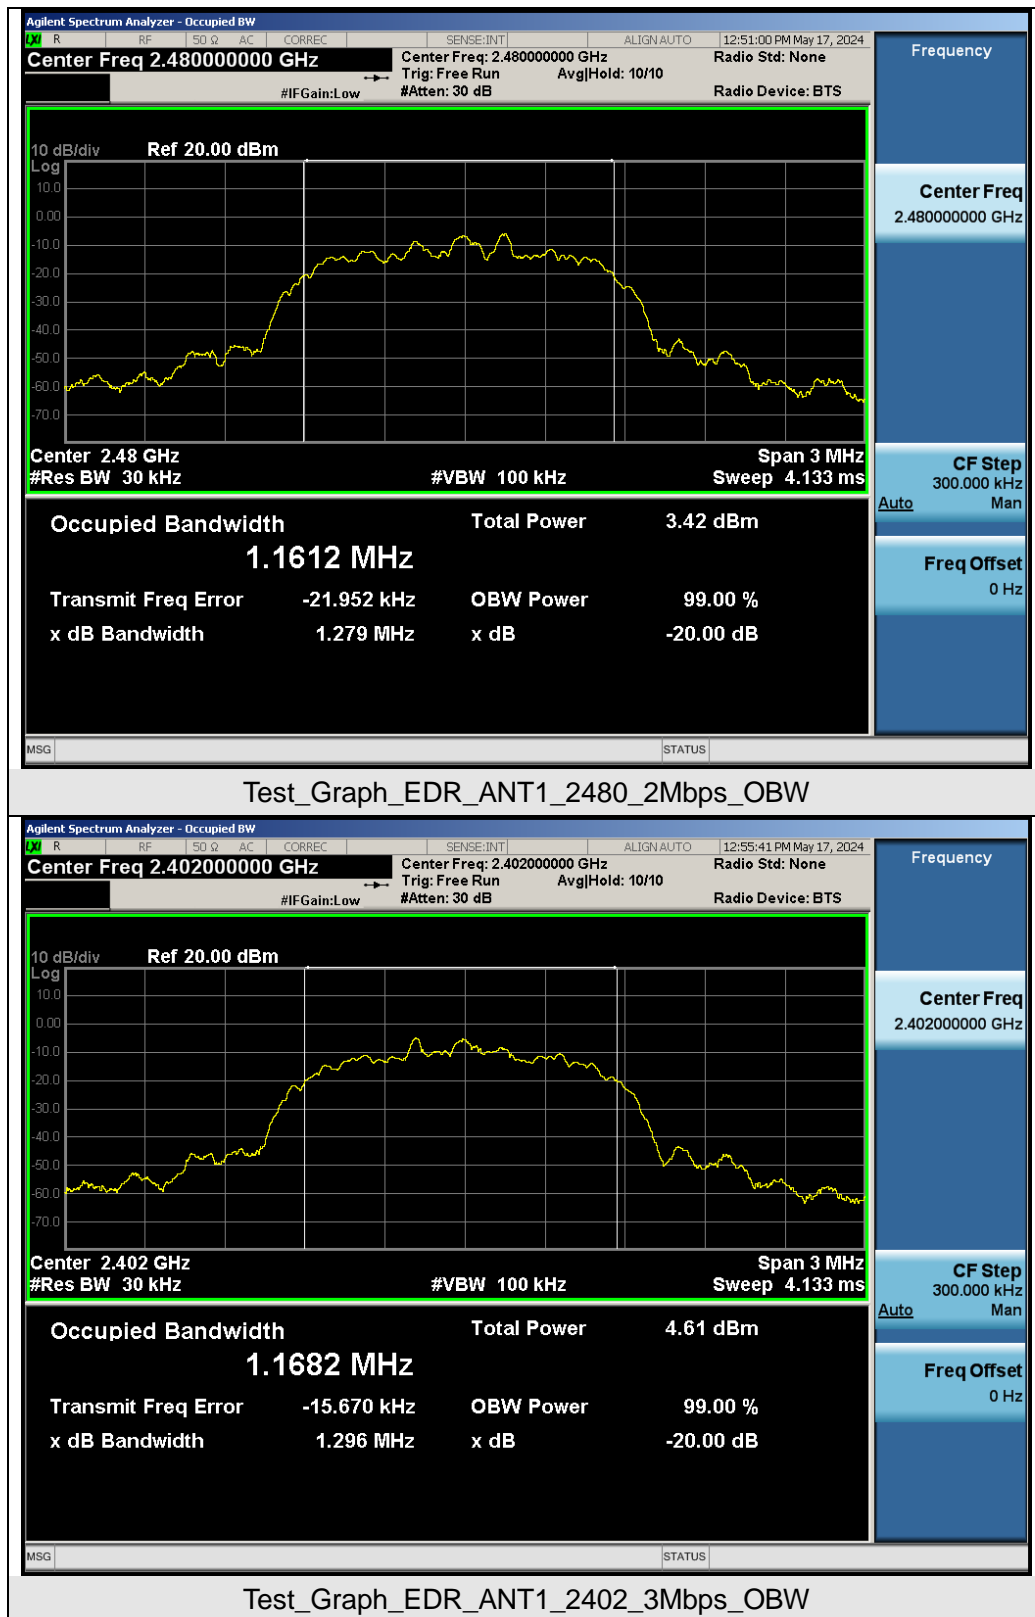 Agilent Spectrum Analyzer - Occupied BW
LXI R RF 50 Ω AC CORREC SENSE:INT ALIGN AUTO 12:51:00 PM May 17, 2024
Center Freq 2.480000000 GHz
Center Freq: 2.480000000 GHz Radio Std: None
Trig: Free Run Avg|Hold: 10/10
#IFGain:Low #Atten: 30 dB Radio Device: BTS
Frequency
10 dB/div Ref 20.00 dBm
Log
10.0
0.00
-10.0
-20.0
-30.0
-40.0
-50.0
-60.0
-70.0
Center 2.48 GHz Span 3 MHz
#Res BW 30 kHz #VBW 100 kHz Sweep 4.133 ms
Center Freq
2.480000000 GHz
CF Step
300.000 kHz
Auto Man
Freq Offset
0 Hz
Occupied Bandwidth Total Power 3.42 dBm
1.1612 MHz
Transmit Freq Error -21.952 kHz OBW Power 99.00 %
x dB Bandwidth 1.279 MHz x dB -20.00 dB
MSG STATUS
Test_Graph_EDR_ANT1_2480_2Mbps_OBW
Agilent Spectrum Analyzer - Occupied BW
LXI R RF 50 Ω AC CORREC SENSE:INT ALIGN AUTO 12:55:41 PM May 17, 2024
Center Freq 2.402000000 GHz
Center Freq: 2.402000000 GHz Radio Std: None
Trig: Free Run Avg|Hold: 10/10
#IFGain:Low #Atten: 30 dB Radio Device: BTS
Frequency
10 dB/div Ref 20.00 dBm
Log
10.0
0.00
-10.0
-20.0
-30.0
-40.0
-50.0
-60.0
-70.0
Center 2.402 GHz Span 3 MHz
#Res BW 30 kHz #VBW 100 kHz Sweep 4.133 ms
Center Freq
2.402000000 GHz
CF Step
300.000 kHz
Auto Man
Freq Offset
0 Hz
Occupied Bandwidth Total Power 4.61 dBm
1.1682 MHz
Transmit Freq Error -15.670 kHz OBW Power 99.00 %
x dB Bandwidth 1.296 MHz x dB -20.00 dB
MSG STATUS
Test_Graph_EDR_ANT1_2402_3Mbps_OBW